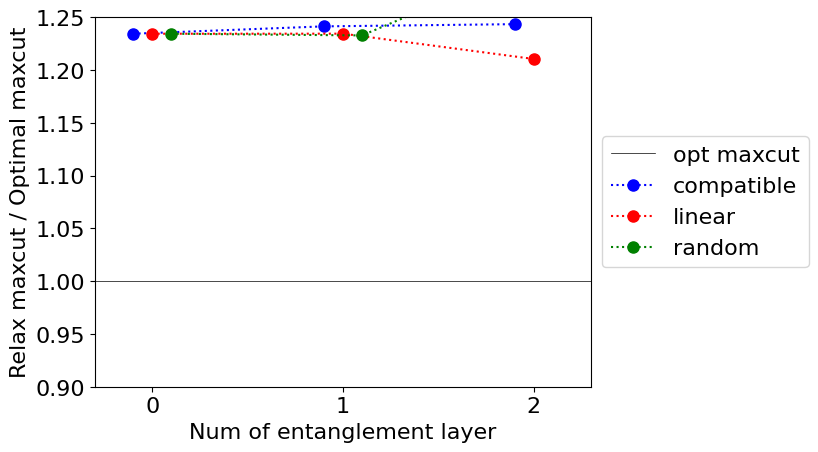 Relax maxcut / Optimal maxcut
1.25
1.20
1.15
1.10
1.05
1.00
0.95
0.90
0 1 2
Num of entanglement layer
opt maxcut
compatible
linear
random